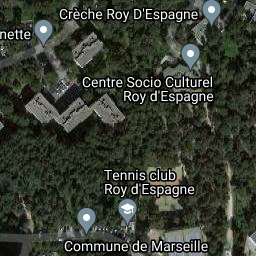 Crèche Roy D'Espagne
nette
Centre Socio Culturel
Roy d'Espagne
Tennis club
Roy d'Espagne
Commune de Marseille